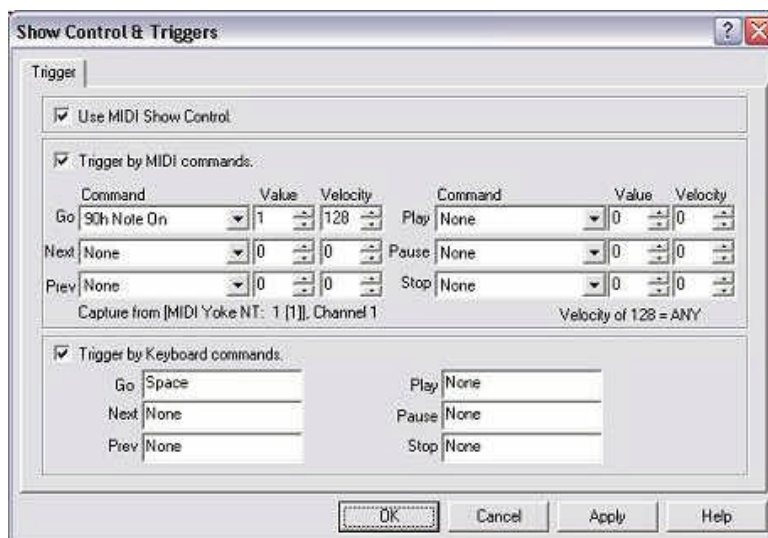 Show Control & Triggers
Trigger
Use MIDI Show Control
Trigger by MIDI commands.
Command Value Velocity Command Value Velocity
Go 90h Note On 1 128 Play None 0 0
Next None 0 0 Pause None 0 0
Prev None 0 0 Stop None 0 0
Capture from [MIDI Yoke NT: 1 [1]], Channel 1 Velocity of 128 = ANY
Trigger by Keyboard commands.
Go Space Play None
Next None Pause None
Prev None Stop None
OK Cancel Apply Help